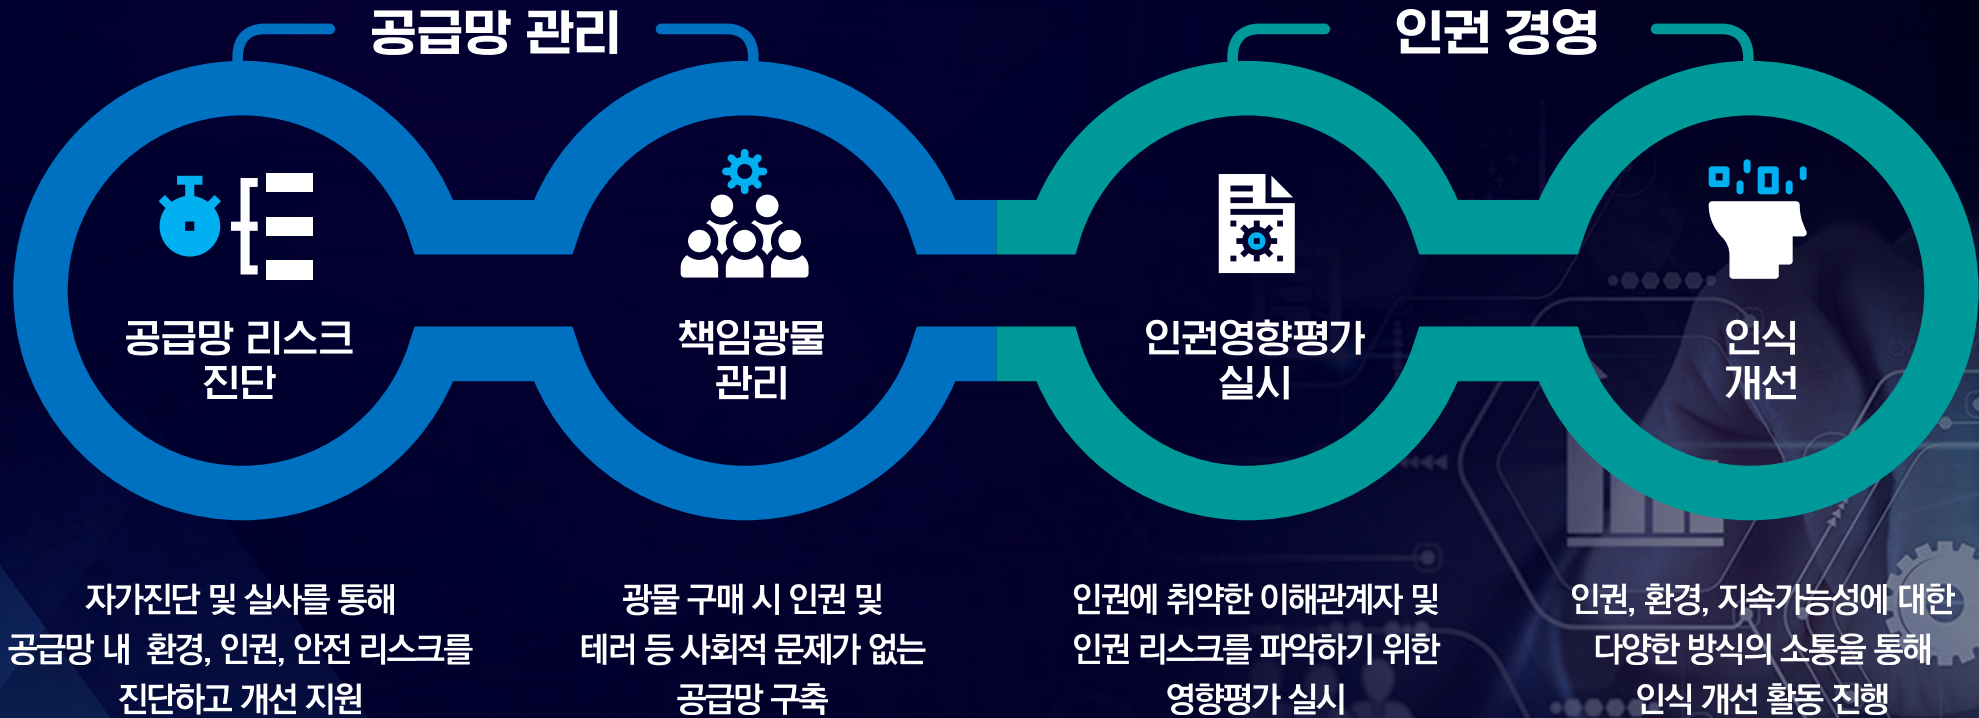 공급망 관리
인권 경영
공급망 리스크
진단
책임광물
관리
인권영향평가
실시
인식
개선
자가진단 및 실사를 통해
공급망 내 환경, 인권, 안전 리스크를
진단하고 개선 지원
광물 구매 시 인권 및
테러 등 사회적 문제가 없는
공급망 구축
인권에 취약한 이해관계자 및
인권 리스크를 파악하기 위한
영향평가 실시
인권, 환경, 지속가능성에 대한
다양한 방식의 소통을 통해
인식 개선 활동 진행